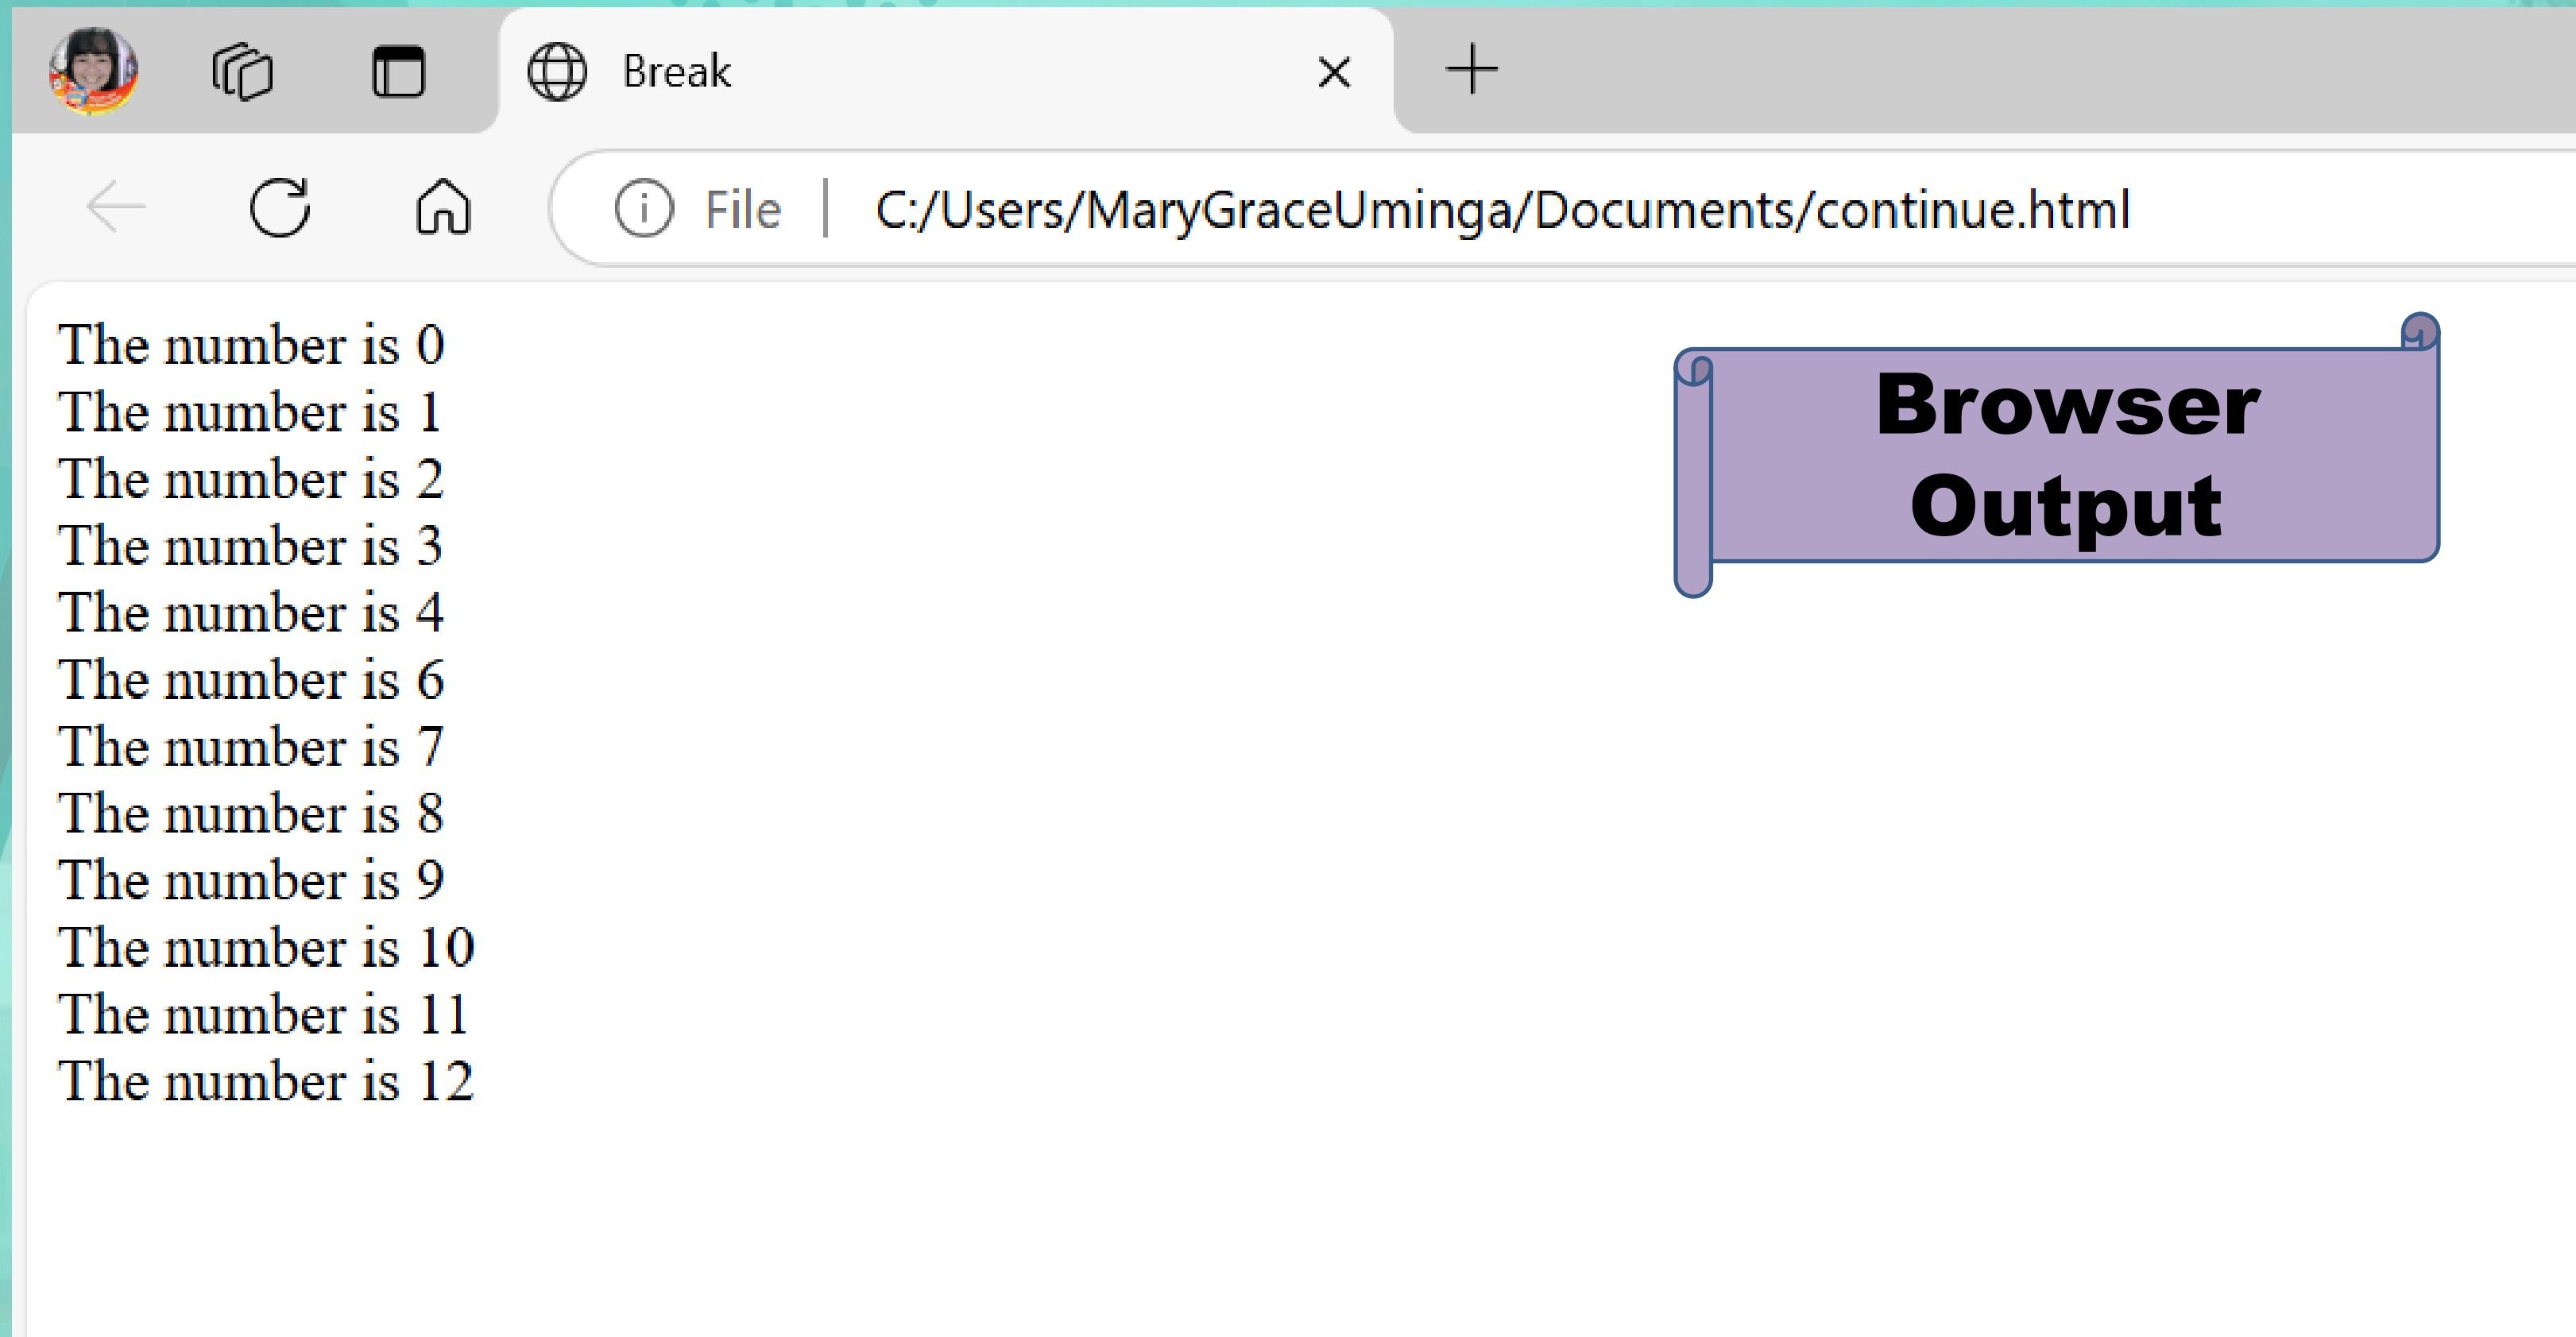 Break
File
C:/Users/MaryGraceUminga/Documents/continue.html
The number is 0
The number is 1
The number is 2
The number is 3
The number is 4
The number is 6
The number is 7
The number is 8
The number is 9
The number is 10
The number is 11
The number is 12
Browser
Output